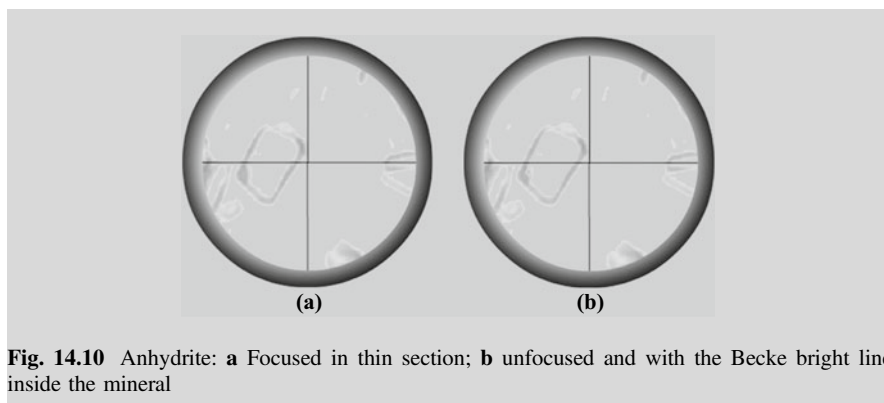 (a) (b)
Fig. 14.10 Anhydrite: a Focused in thin section; b unfocused and with the Becke bright line
inside the mineral